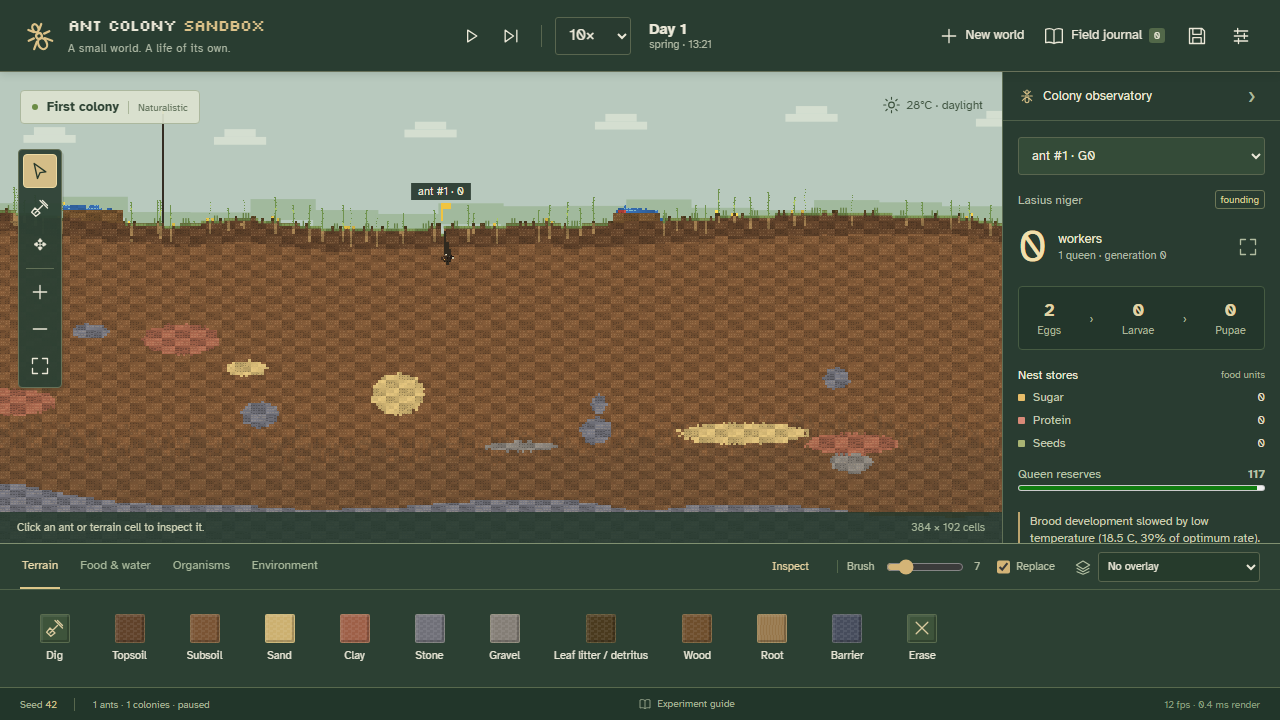 ANT COLONY SANDBOX
A small world. A life of its own.
10×
Day 1
spring · 13:21
New world
Field journal 0
First colony
Naturalistic
28°C · daylight
ant #1 · 0
Click an ant or terrain cell to inspect it.
384 × 192 cells
Colony observatory
ant #1 · G0
Lasius niger
founding
0
workers
1 queen · generation 0
2
Eggs
0
Larvae
0
Pupae
Nest stores
food units
Sugar 0
Protein 0
Seeds 0
Queen reserves 117
Brood development slowed by low
temperature (18.5 C, 39% of optimum rate).
Terrain
Food & water
Organisms
Environment
Inspect
Brush
7
Replace
No overlay
Dig
Topsoil
Subsoil
Sand
Clay
Stone
Gravel
Leaf litter / detritus
Wood
Root
Barrier
Erase
Seed 42
1 ants · 1 colonies · paused
Experiment guide
12 fps · 0.4 ms render